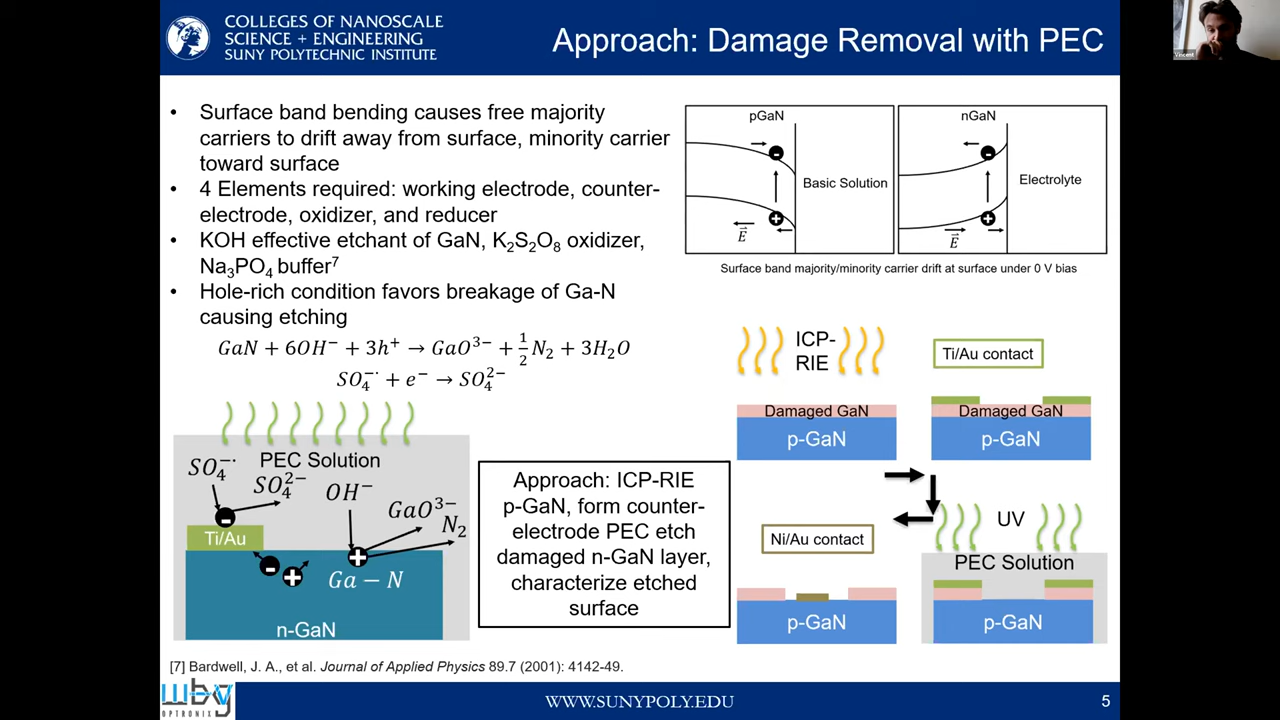 COLLEGES OF NANOSCALE
SCIENCE + ENGINEERING
SUNY POLYTECHNIC INSTITUTE
Approach: Damage Removal with PEC
Vincent
• Surface band bending causes free majority
carriers to drift away from surface, minority carrier
toward surface
• 4 Elements required: working electrode, counter-
electrode, oxidizer, and reducer
• KOH effective etchant of GaN, K₂S₂O₈ oxidizer,
Na₃PO₄ buffer⁷
• Hole-rich condition favors breakage of Ga-N
causing etching
GaN + 6OH⁻ + 3h⁺ → GaO³⁻ + 1/2 N₂ + 3H₂O
SO₄⁻· + e⁻ → SO₄²⁻
pGaN
Basic Solution
E⃗
nGaN
Electrolyte
E⃗
Surface band majority/minority carrier drift at surface under 0 V bias
PEC Solution
SO₄⁻·
SO₄²⁻
OH⁻
GaO³⁻
N₂
Ti/Au
Ga − N
n-GaN
Approach: ICP-RIE
p-GaN, form counter-
electrode PEC etch
damaged n-GaN layer,
characterize etched
surface
ICP-
RIE
Damaged GaN
p-GaN
Ti/Au contact
Damaged GaN
p-GaN
UV
PEC Solution
p-GaN
Ni/Au contact
p-GaN
[7] Bardwell, J. A., et al. Journal of Applied Physics 89.7 (2001): 4142-49.
wbg
OPTRONIX
WWW.SUNYPOLY.EDU
5